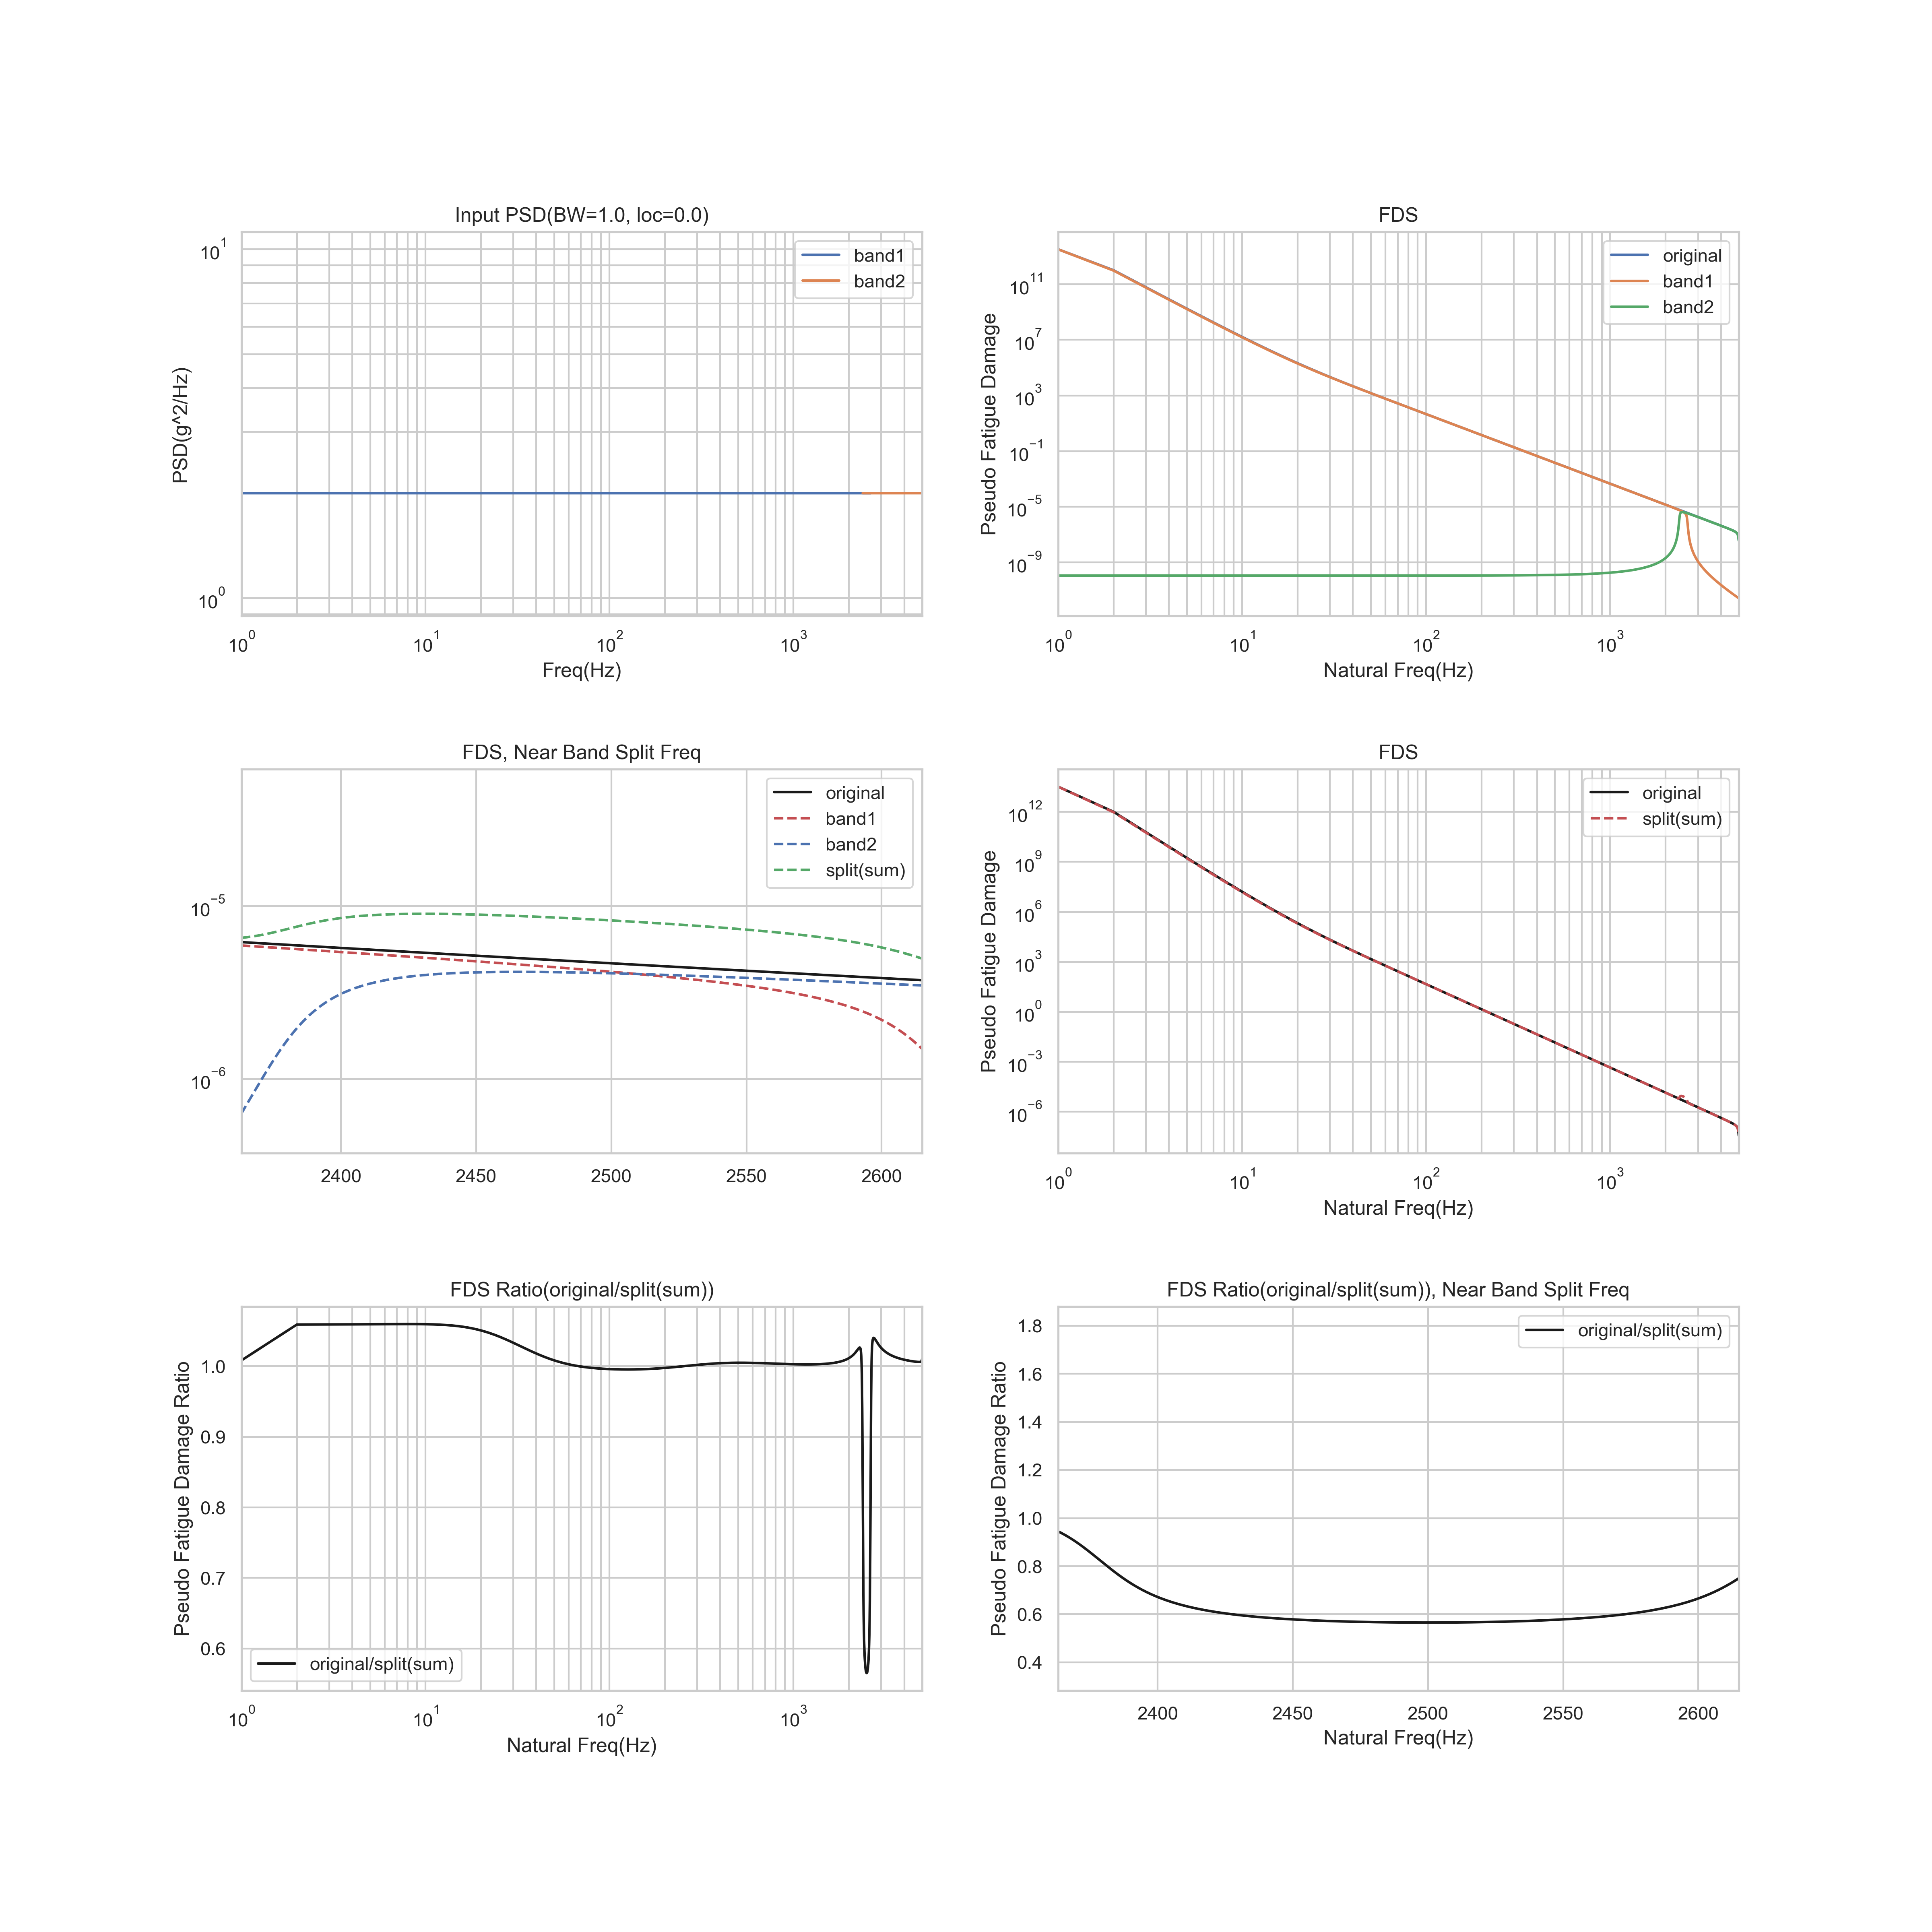 Input PSD(BW=1.0, loc=0.0)
PSD(g^2/Hz)
10^1
10^0
band1
band2
10^0 10^1 10^2 10^3
Freq(Hz)
FDS
Pseudo Fatigue Damage
10^11
10^7
10^3
10^−1
10^−5
10^−9
original
band1
band2
10^0 10^1 10^2 10^3
Natural Freq(Hz)
FDS, Near Band Split Freq
10^−5
10^−6
original
band1
band2
split(sum)
2400 2450 2500 2550 2600
FDS
Pseudo Fatigue Damage
10^12
10^9
10^6
10^3
10^0
10^−3
10^−6
original
split(sum)
10^0 10^1 10^2 10^3
Natural Freq(Hz)
FDS Ratio(original/split(sum))
Pseudo Fatigue Damage Ratio
1.0
0.9
0.8
0.7
0.6
original/split(sum)
10^0 10^1 10^2 10^3
Natural Freq(Hz)
FDS Ratio(original/split(sum)), Near Band Split Freq
Pseudo Fatigue Damage Ratio
1.8
1.6
1.4
1.2
1.0
0.8
0.6
0.4
original/split(sum)
2400 2450 2500 2550 2600
Natural Freq(Hz)